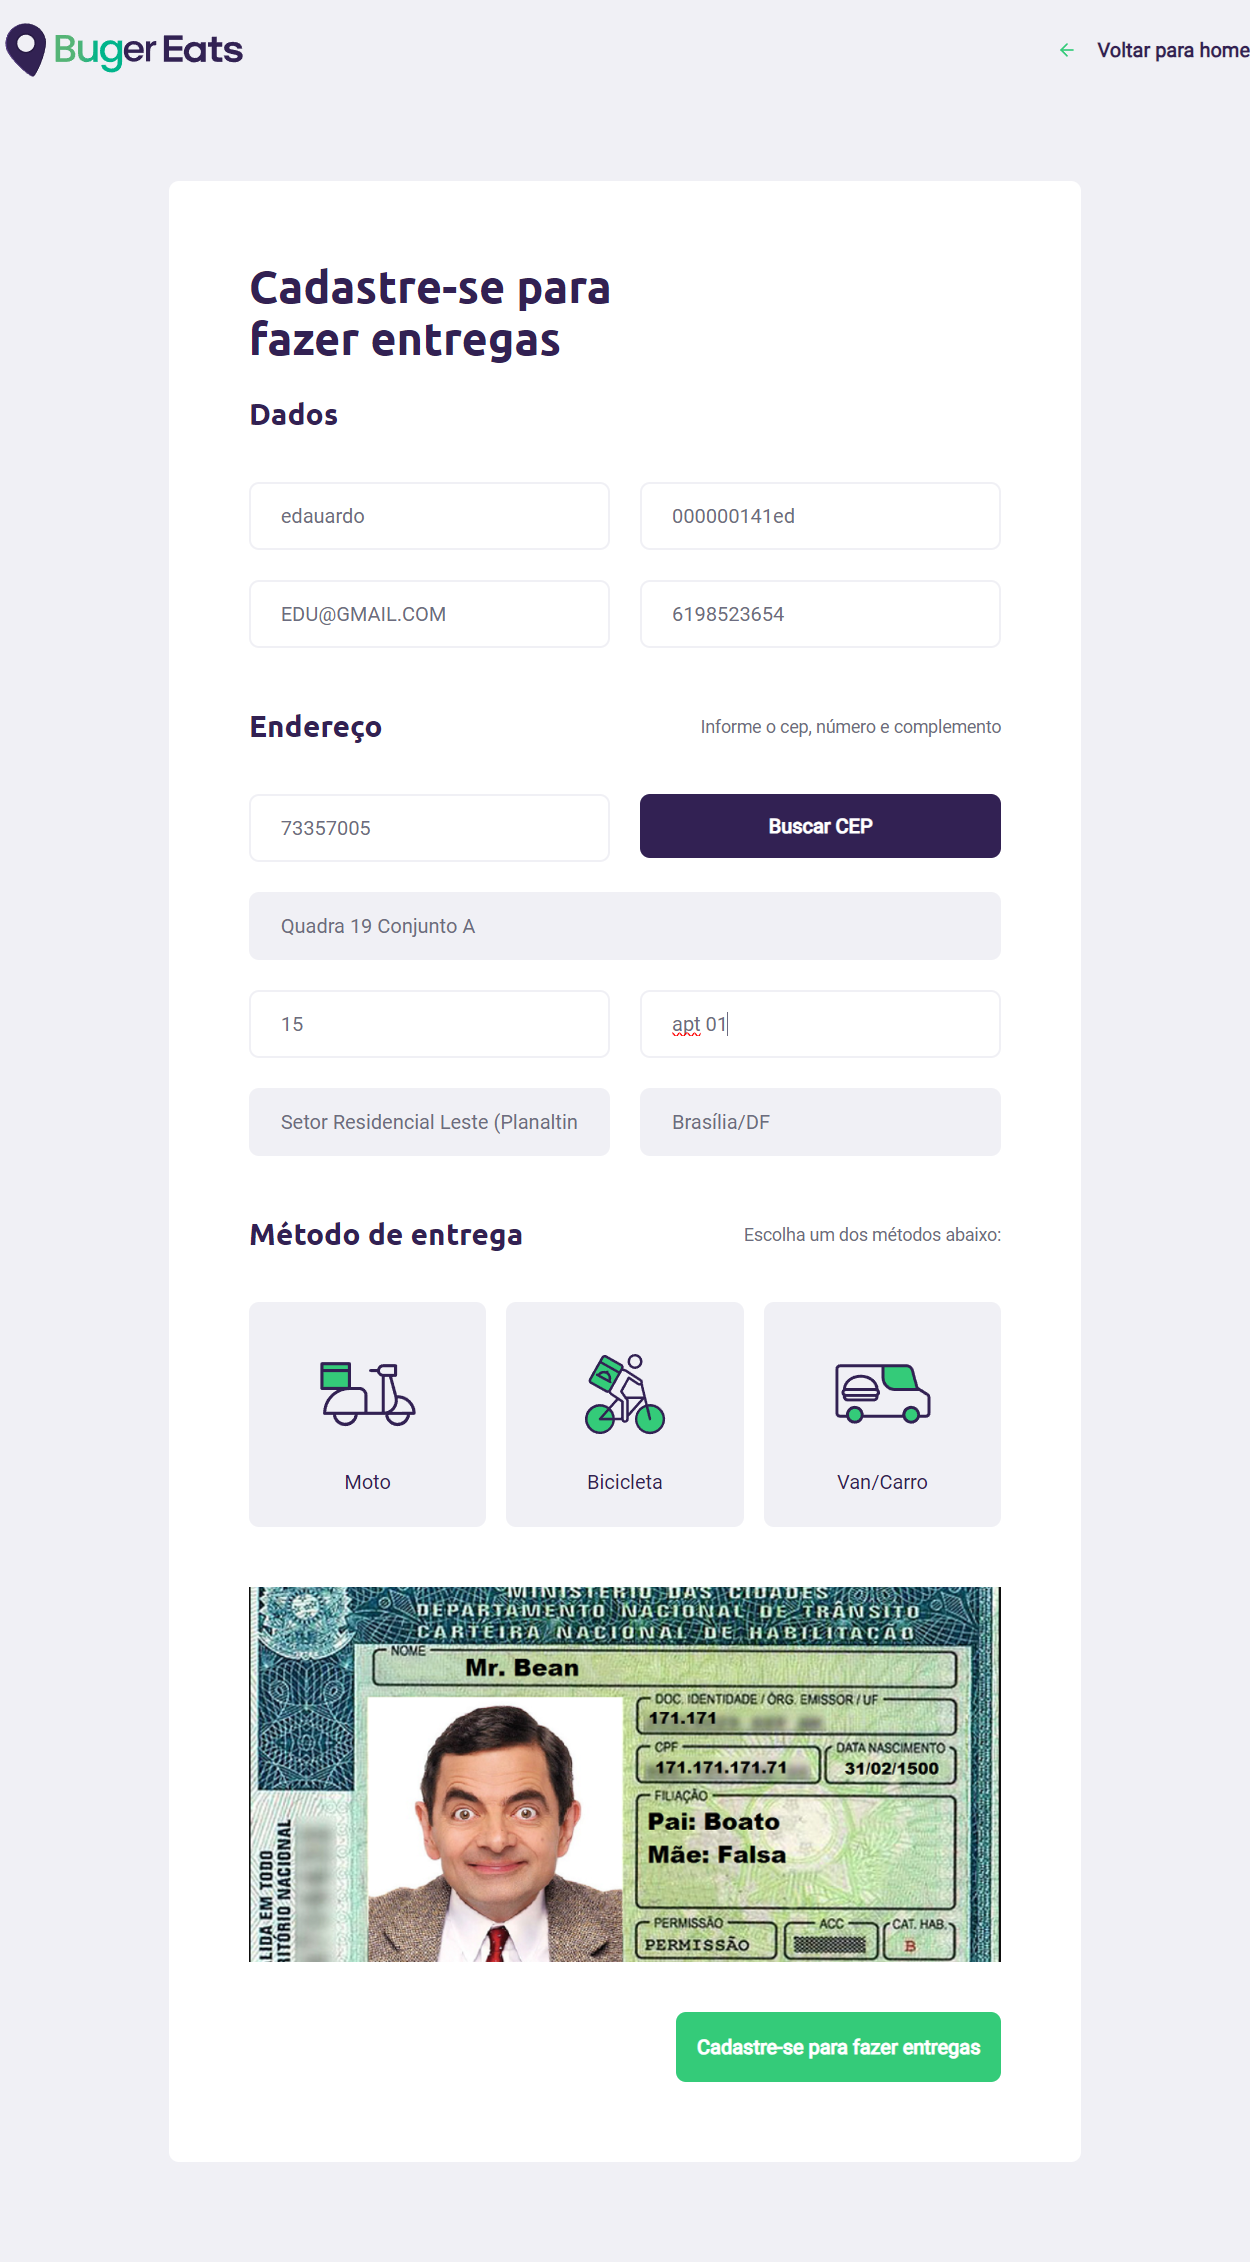 Buger Eats
Voltar para home
Cadastre-se para
fazer entregas
Dados
edauardo
000000141ed
EDU@GMAIL.COM
6198523654
Endereço
Informe o cep, número e complemento
73357005
Buscar CEP
Quadra 19 Conjunto A
15
apt 01
Setor Residencial Leste (Planaltin
Brasília/DF
Método de entrega
Escolha um dos métodos abaixo:
Moto
Bicicleta
Van/Carro
MINISTÉRIO DAS CIDADES
DEPARTAMENTO NACIONAL DE TRÂNSITO
CARTEIRA NACIONAL DE HABILITAÇÃO
NOME
Mr. Bean
DOC. IDENTIDADE / ÓRG. EMISSOR / UF
171.171
CPF
DATA NASCIMENTO
171.171.171.71
31/02/1500
FILIAÇÃO
Pai: Boato
Mãe: Falsa
LIDA EM TODO
RITÓRIO NACIONAL
PERMISSÃO
ACC
CAT. HAB.
PERMISSÃO
B
Cadastre-se para fazer entregas